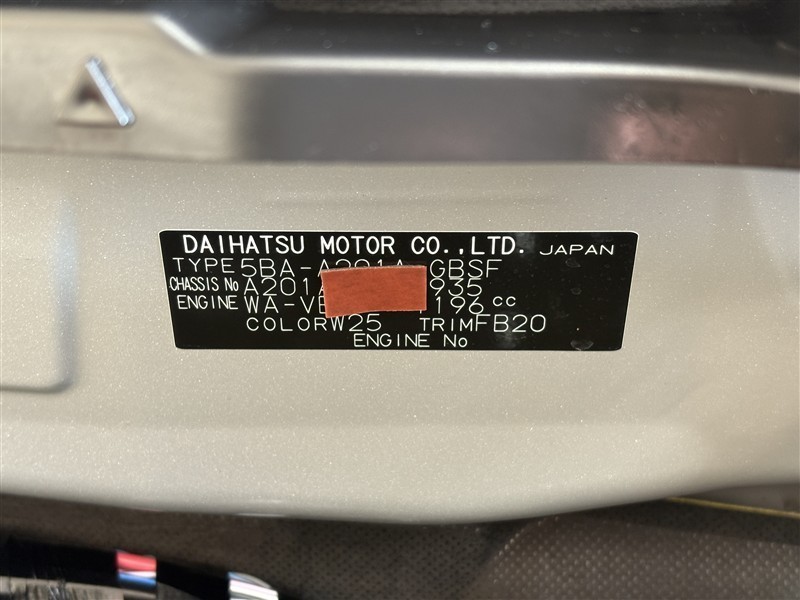 DAIHATSU MOTOR CO.,LTD. JAPAN
TYPE 5BA-A201A-GBSF
CHASSIS No A201A 935
ENGINE WA-VE 1196 cc
COLOR W25 TRIM FB20
ENGINE No